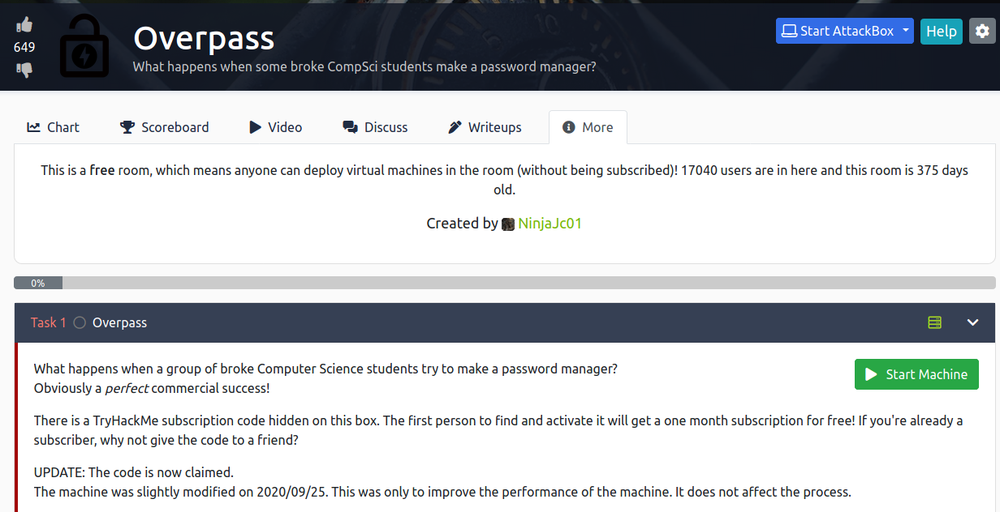 649
Overpass
What happens when some broke CompSci students make a password manager?
Start AttackBox
Help
Chart
Scoreboard
Video
Discuss
Writeups
More
This is a free room, which means anyone can deploy virtual machines in the room (without being subscribed)! 17040 users are in here and this room is 375 days
old.
Created by NinjaJc01
0%
Task 1 Overpass
What happens when a group of broke Computer Science students try to make a password manager?
Obviously a perfect commercial success!
Start Machine
There is a TryHackMe subscription code hidden on this box. The first person to find and activate it will get a one month subscription for free! If you're already a
subscriber, why not give the code to a friend?
UPDATE: The code is now claimed.
The machine was slightly modified on 2020/09/25. This was only to improve the performance of the machine. It does not affect the process.